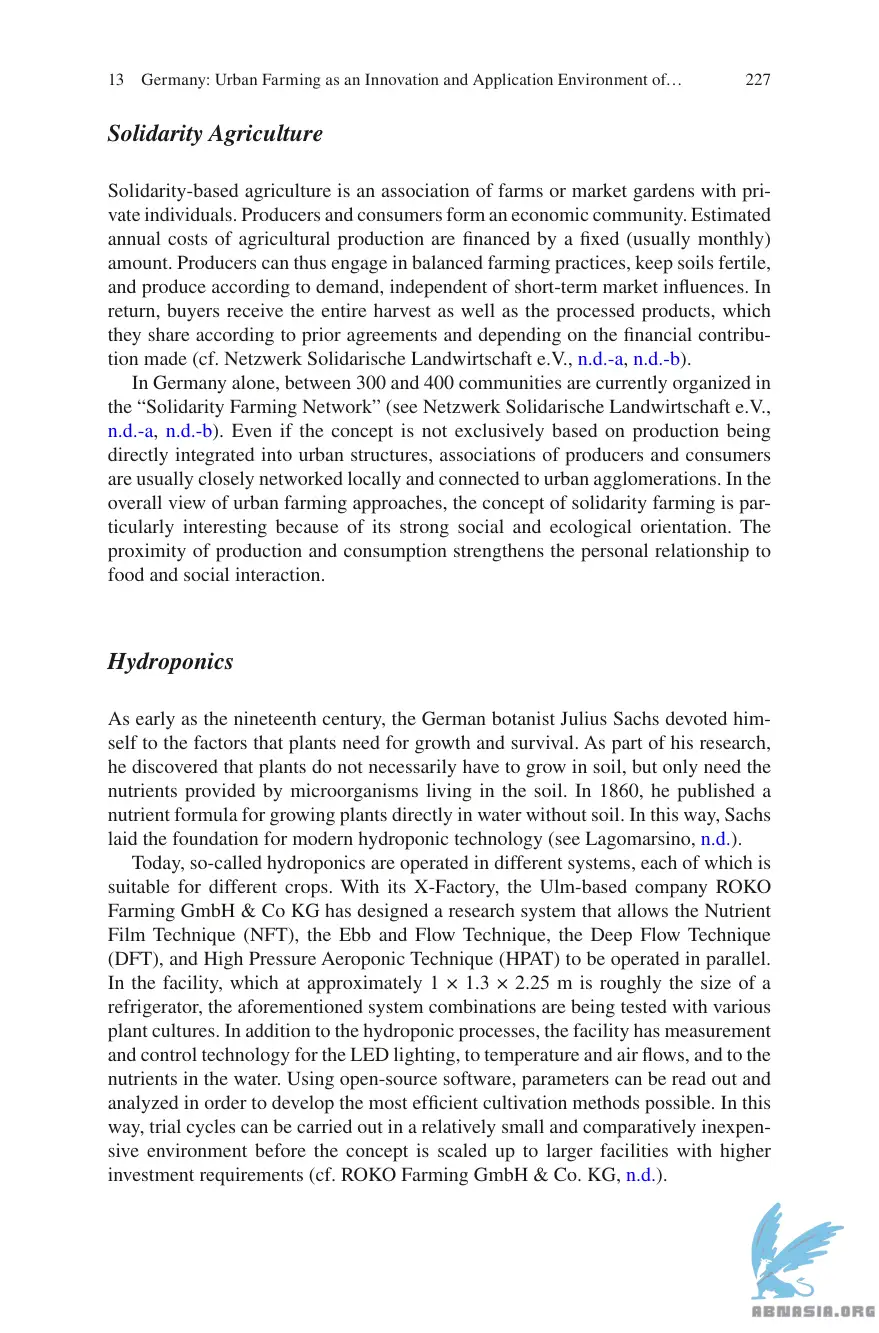 13 Germany: Urban Farming as an Innovation and Application Environment of… 227
Solidarity Agriculture
Solidarity-based agriculture is an association of farms or market gardens with pri-
vate individuals. Producers and consumers form an economic community. Estimated
annual costs of agricultural production are financed by a fixed (usually monthly)
amount. Producers can thus engage in balanced farming practices, keep soils fertile,
and produce according to demand, independent of short-term market influences. In
return, buyers receive the entire harvest as well as the processed products, which
they share according to prior agreements and depending on the financial contribu-
tion made (cf. Netzwerk Solidarische Landwirtschaft e.V., n.d.-a, n.d.-b).
In Germany alone, between 300 and 400 communities are currently organized in
the “Solidarity Farming Network” (see Netzwerk Solidarische Landwirtschaft e.V.,
n.d.-a, n.d.-b). Even if the concept is not exclusively based on production being
directly integrated into urban structures, associations of producers and consumers
are usually closely networked locally and connected to urban agglomerations. In the
overall view of urban farming approaches, the concept of solidarity farming is par-
ticularly interesting because of its strong social and ecological orientation. The
proximity of production and consumption strengthens the personal relationship to
food and social interaction.
Hydroponics
As early as the nineteenth century, the German botanist Julius Sachs devoted him-
self to the factors that plants need for growth and survival. As part of his research,
he discovered that plants do not necessarily have to grow in soil, but only need the
nutrients provided by microorganisms living in the soil. In 1860, he published a
nutrient formula for growing plants directly in water without soil. In this way, Sachs
laid the foundation for modern hydroponic technology (see Lagomarsino, n.d.).
Today, so-called hydroponics are operated in different systems, each of which is
suitable for different crops. With its X-Factory, the Ulm-based company ROKO
Farming GmbH & Co KG has designed a research system that allows the Nutrient
Film Technique (NFT), the Ebb and Flow Technique, the Deep Flow Technique
(DFT), and High Pressure Aeroponic Technique (HPAT) to be operated in parallel.
In the facility, which at approximately 1 × 1.3 × 2.25 m is roughly the size of a
refrigerator, the aforementioned system combinations are being tested with various
plant cultures. In addition to the hydroponic processes, the facility has measurement
and control technology for the LED lighting, to temperature and air flows, and to the
nutrients in the water. Using open-source software, parameters can be read out and
analyzed in order to develop the most efficient cultivation methods possible. In this
way, trial cycles can be carried out in a relatively small and comparatively inexpen-
sive environment before the concept is scaled up to larger facilities with higher
investment requirements (cf. ROKO Farming GmbH & Co. KG, n.d.).
ABNASIA.ORG